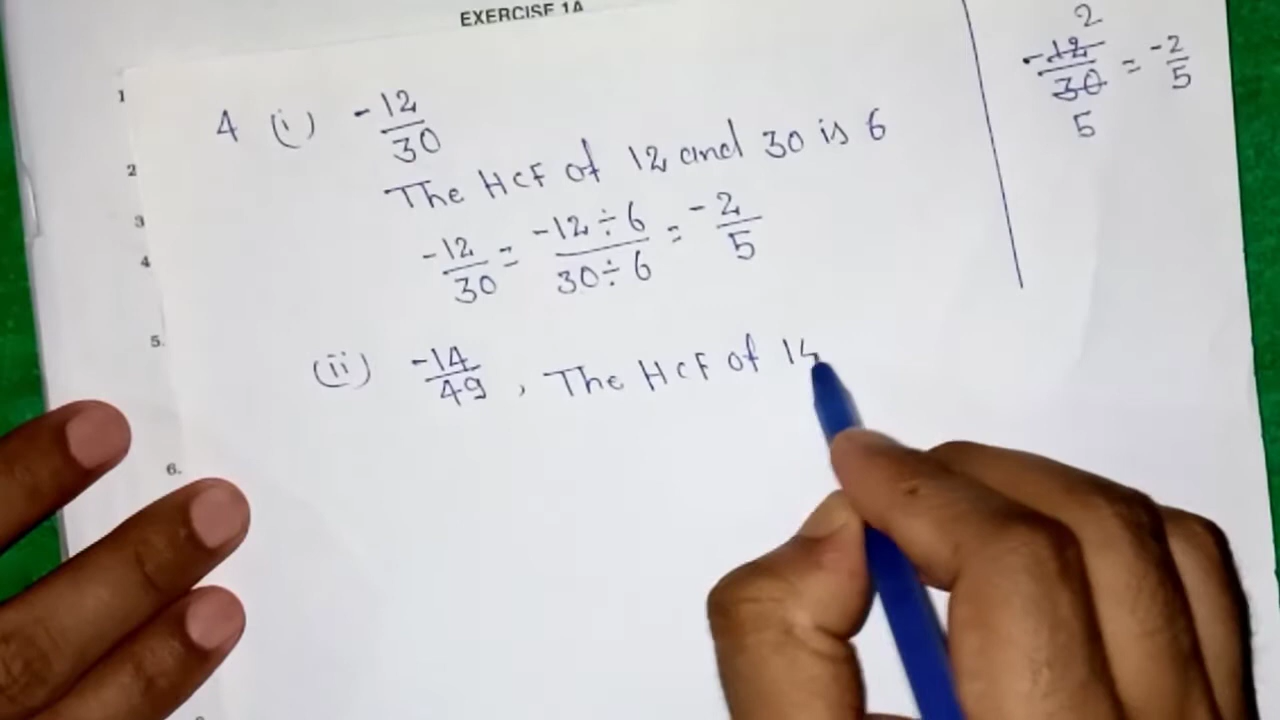 EXERCISE 1A
1
2
3
4
5.
6.
4 (i) -12/30
The HCF of 12 and 30 is 6
-12/30 = -12÷6/30÷6 = -2/5
(ii) -14/49, The HCF of 14
2
-12/30 = -2/5
5